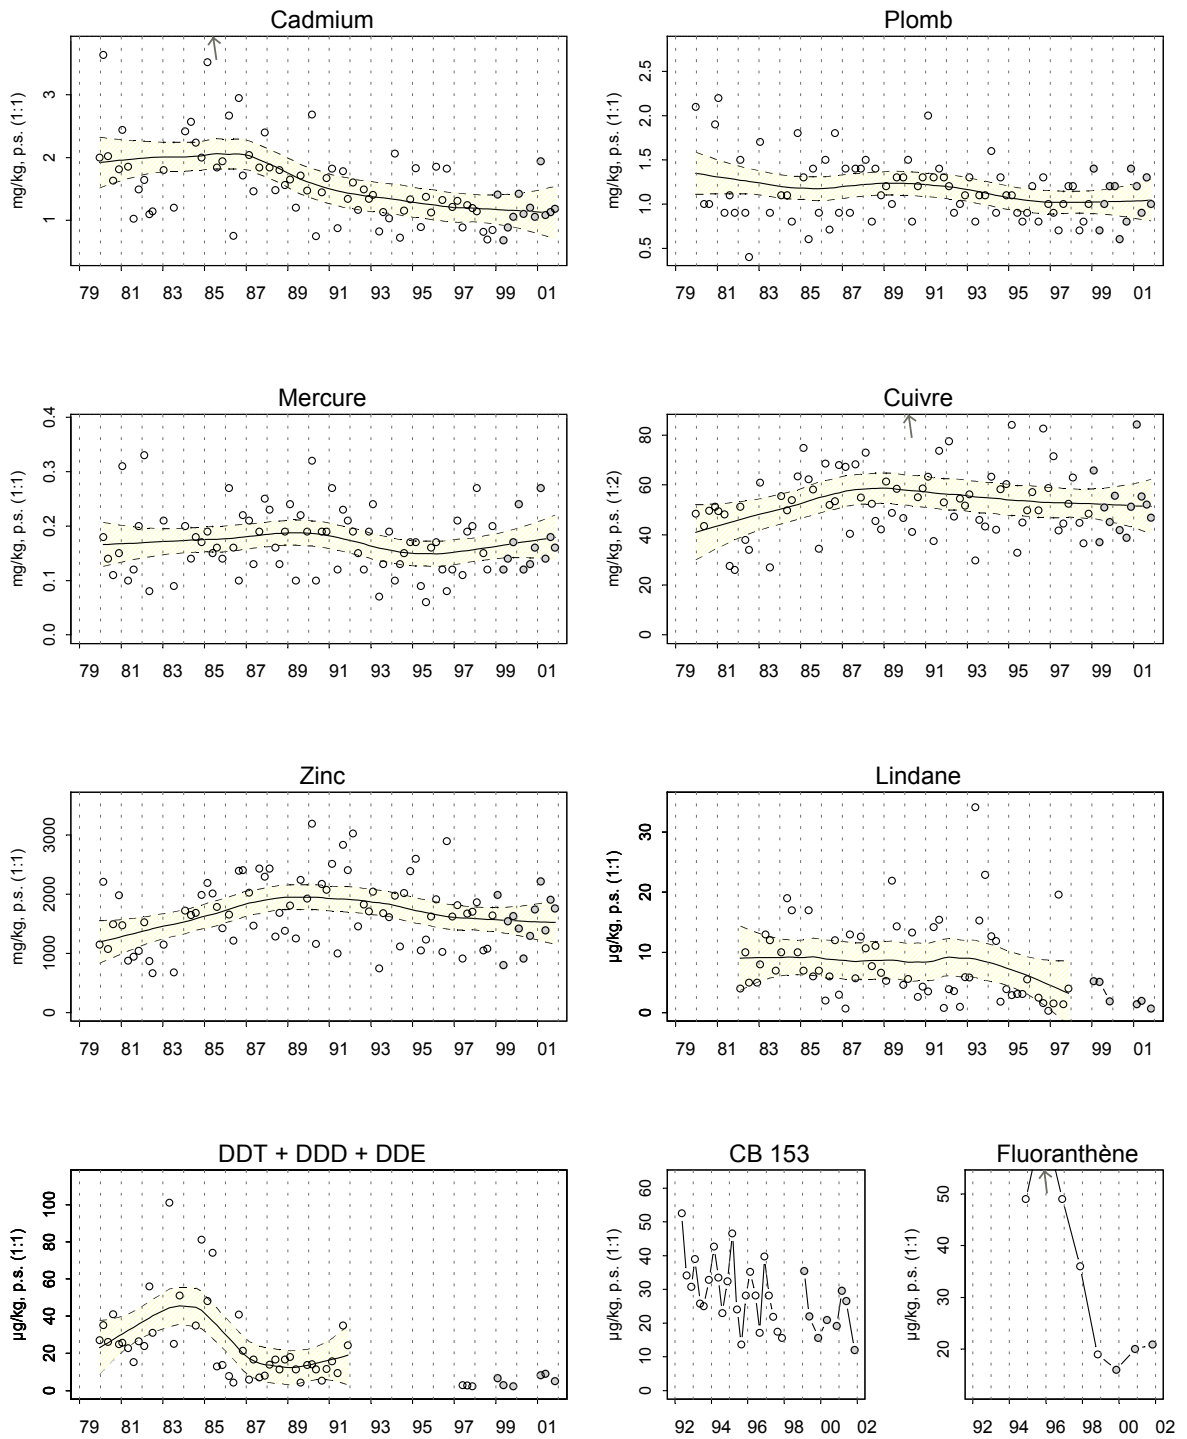 Cadmium
mg/kg, p.s. (1:1)
3
2
1
79 81 83 85 87 89 91 93 95 97 99 01
Plomb
mg/kg, p.s. (1:1)
2.5
2.0
1.5
1.0
0.5
79 81 83 85 87 89 91 93 95 97 99 01
Mercure
mg/kg, p.s. (1:1)
0.4
0.3
0.2
0.1
0.0
79 81 83 85 87 89 91 93 95 97 99 01
Cuivre
mg/kg, p.s. (1:2)
80
60
40
20
0
79 81 83 85 87 89 91 93 95 97 99 01
Zinc
mg/kg, p.s. (1:1)
3000
2000
1000
0
79 81 83 85 87 89 91 93 95 97 99 01
Lindane
µg/kg, p.s. (1:1)
30
20
10
0
79 81 83 85 87 89 91 93 95 97 99 01
DDT + DDD + DDE
µg/kg, p.s. (1:1)
100
80
60
40
20
0
79 81 83 85 87 89 91 93 95 97 99 01
CB 153
µg/kg, p.s. (1:1)
60
50
40
30
20
10
0
92 94 96 98 00 02
Fluoranthène
µg/kg, p.s. (1:1)
50
40
30
20
92 94 96 98 00 02